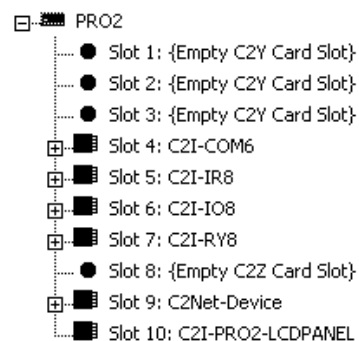 PRO2
Slot 1: {Empty C2Y Card Slot}
Slot 2: {Empty C2Y Card Slot}
Slot 3: {Empty C2Y Card Slot}
Slot 4: C2I-COM6
Slot 5: C2I-IR8
Slot 6: C2I-IO8
Slot 7: C2I-RY8
Slot 8: {Empty C2Z Card Slot}
Slot 9: C2Net-Device
Slot 10: C2I-PRO2-LCDPANEL